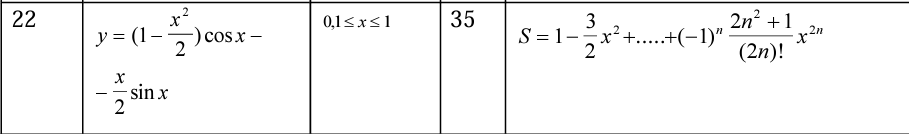 22 y = (1 − x²/2) cos x − 0,1 ≤ x ≤ 1 35 S = 1 − 3/2 x² +.....+(−1)ⁿ (2n² + 1)/(2n)! x²ⁿ
− x/2 sin x